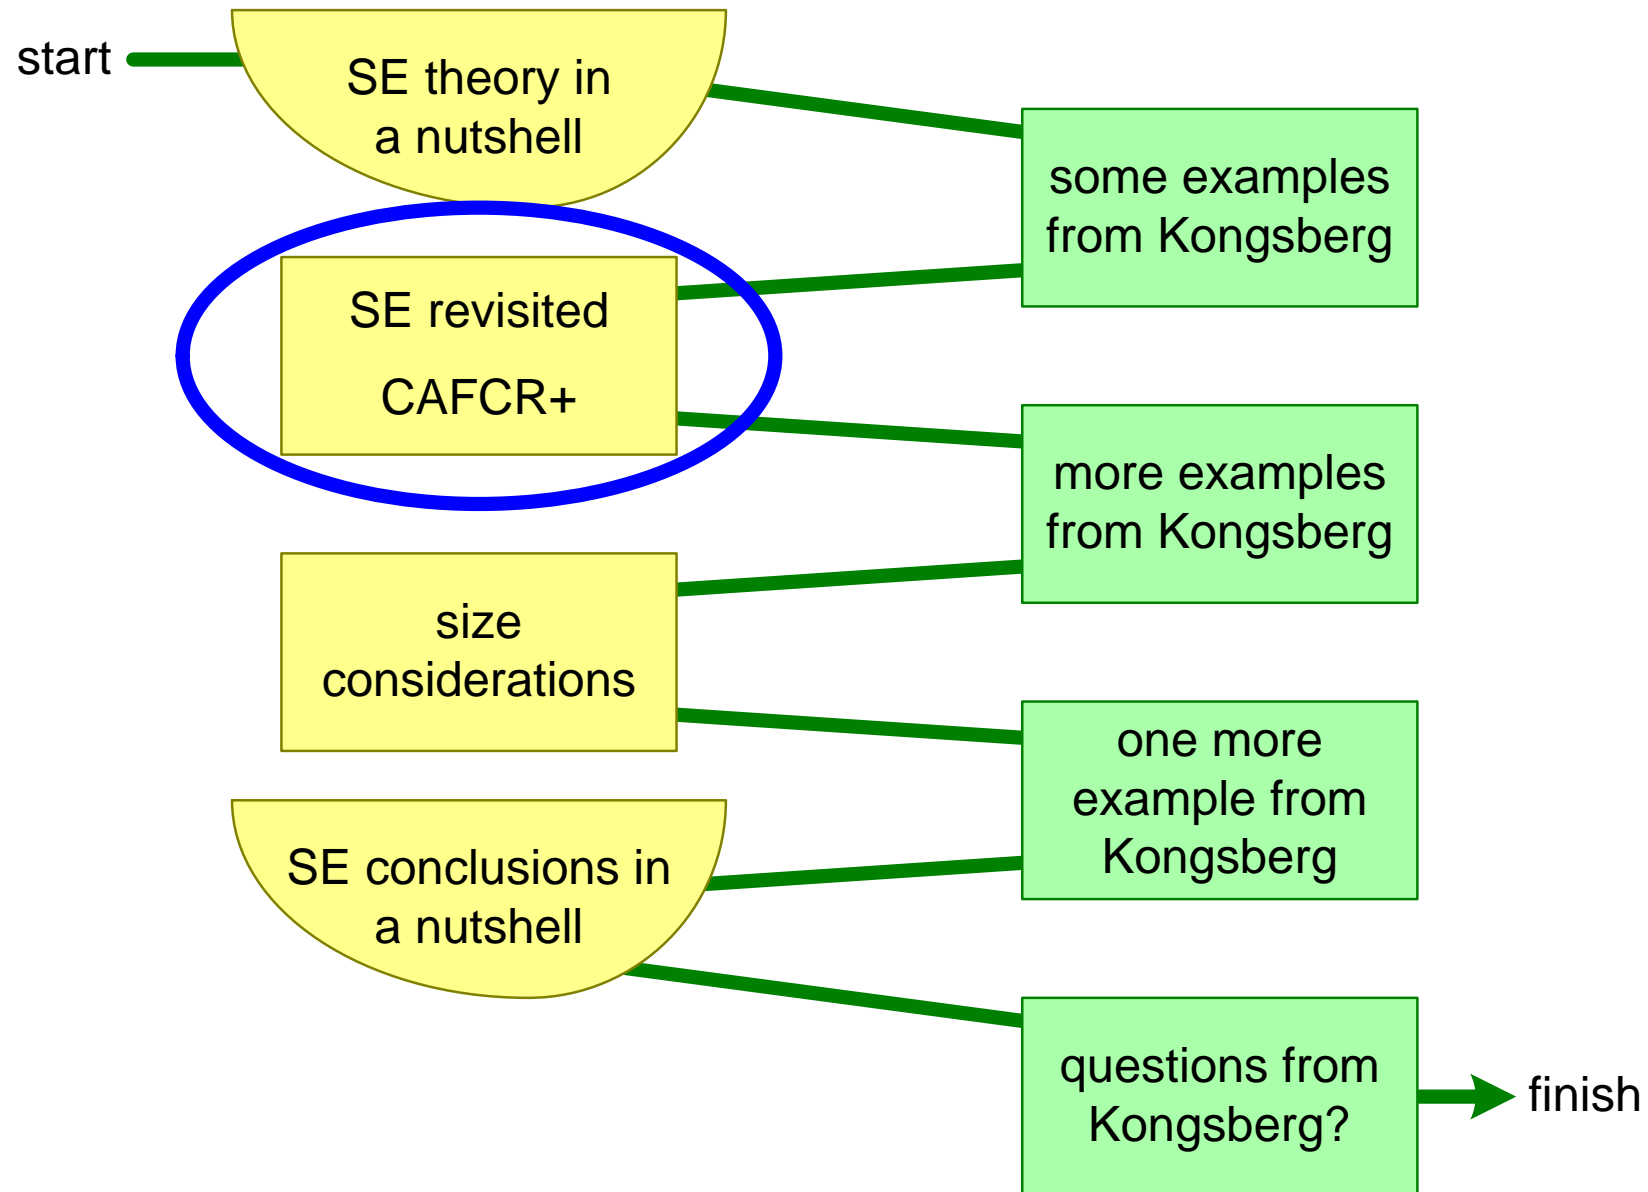 start
SE theory in
a nutshell
some examples
from Kongsberg
SE revisited
CAFCR+
more examples
from Kongsberg
size
considerations
one more
example from
Kongsberg
SE conclusions in
a nutshell
questions from
Kongsberg?
finish